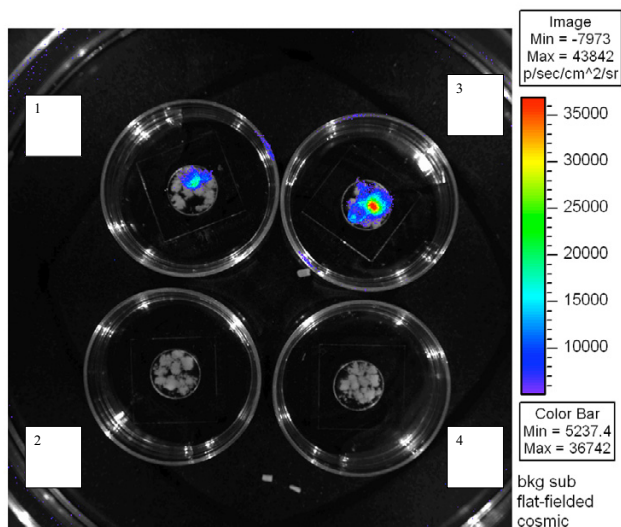 1
3
2
4
Image
Min = -7973
Max = 43842
p/sec/cm^2/sr
35000
30000
25000
20000
15000
10000
Color Bar
Min = 5237.4
Max = 36742
bkg sub
flat-fielded
cosmic